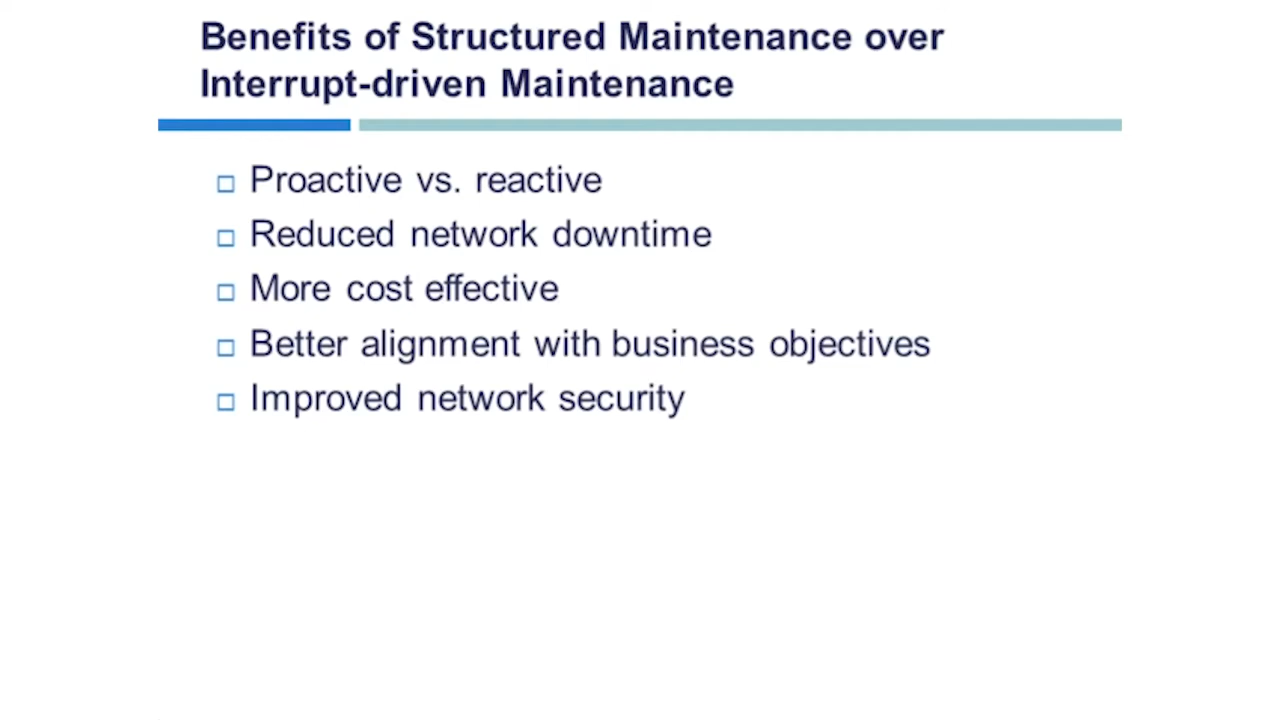 Benefits of Structured Maintenance over
Interrupt-driven Maintenance
Proactive vs. reactive
Reduced network downtime
More cost effective
Better alignment with business objectives
Improved network security